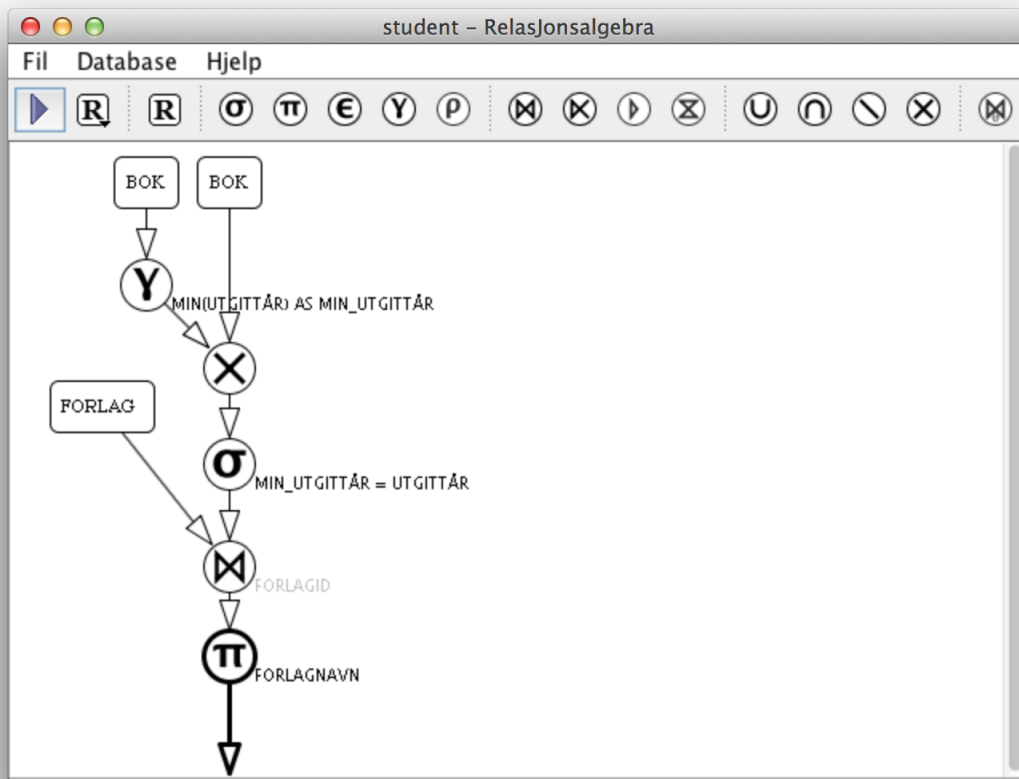 student – RelasJonsalgebra
Fil Database Hjelp
R R σ π ϵ γ ρ ⋈ ⋉ ▷ ⧖ ∪ ∩ \ ×
BOK BOK
γ MIN(UTGITTÅR) AS MIN_UTGITTÅR
×
FORLAG
σ MIN_UTGITTÅR = UTGITTÅR
⋈ FORLAGID
π FORLAGNAVN